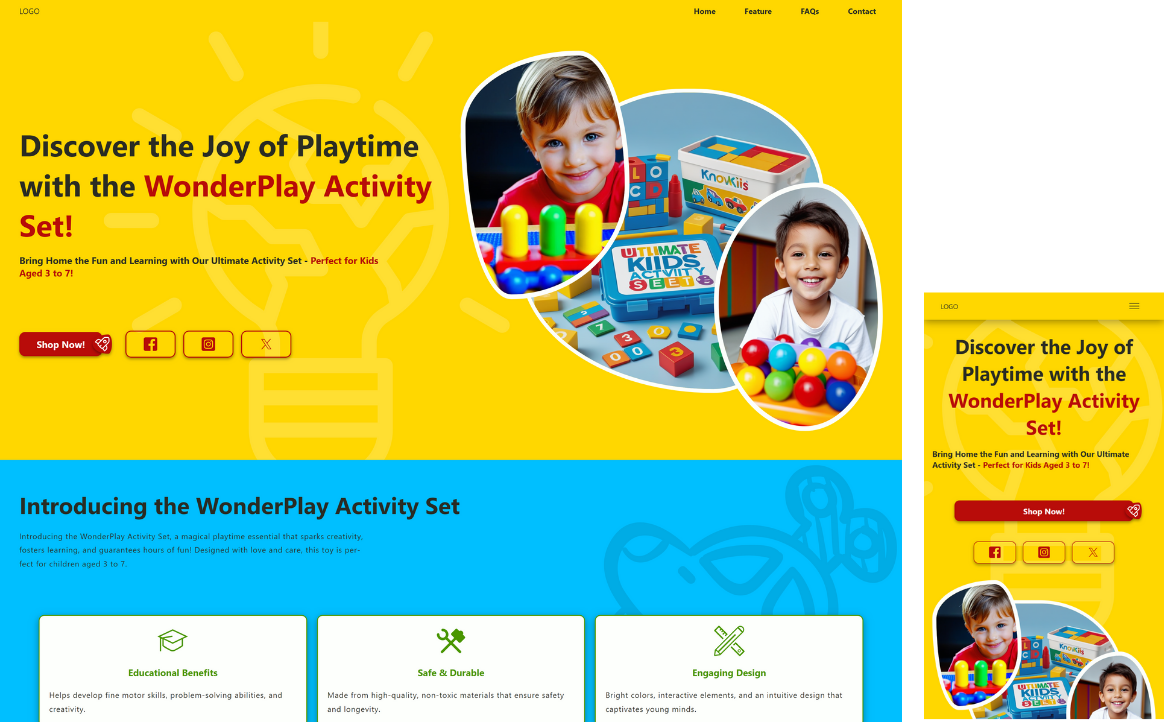 LOGO
Home
Feature
FAQs
Contact
Discover the Joy of Playtime
with the WonderPlay Activity
Set!
Bring Home the Fun and Learning with Our Ultimate Activity Set - Perfect for Kids
Aged 3 to 7!
Shop Now!
KnovKiis
UTLIMATE
KIIDS
ACTVIITY
SEETS
Introducing the WonderPlay Activity Set
Introducing the WonderPlay Activity Set, a magical playtime essential that sparks creativity,
fosters learning, and guarantees hours of fun! Designed with love and care, this toy is per-
fect for children aged 3 to 7.
Educational Benefits
Helps develop fine motor skills, problem-solving abilities, and
creativity.
Safe & Durable
Made from high-quality, non-toxic materials that ensure safety
and longevity.
Engaging Design
Bright colors, interactive elements, and an intuitive design that
captivates young minds.
LOGO
Discover the Joy of
Playtime with the
WonderPlay Activity
Set!
Bring Home the Fun and Learning with Our Ultimate
Activity Set - Perfect for Kids Aged 3 to 7!
Shop Now!